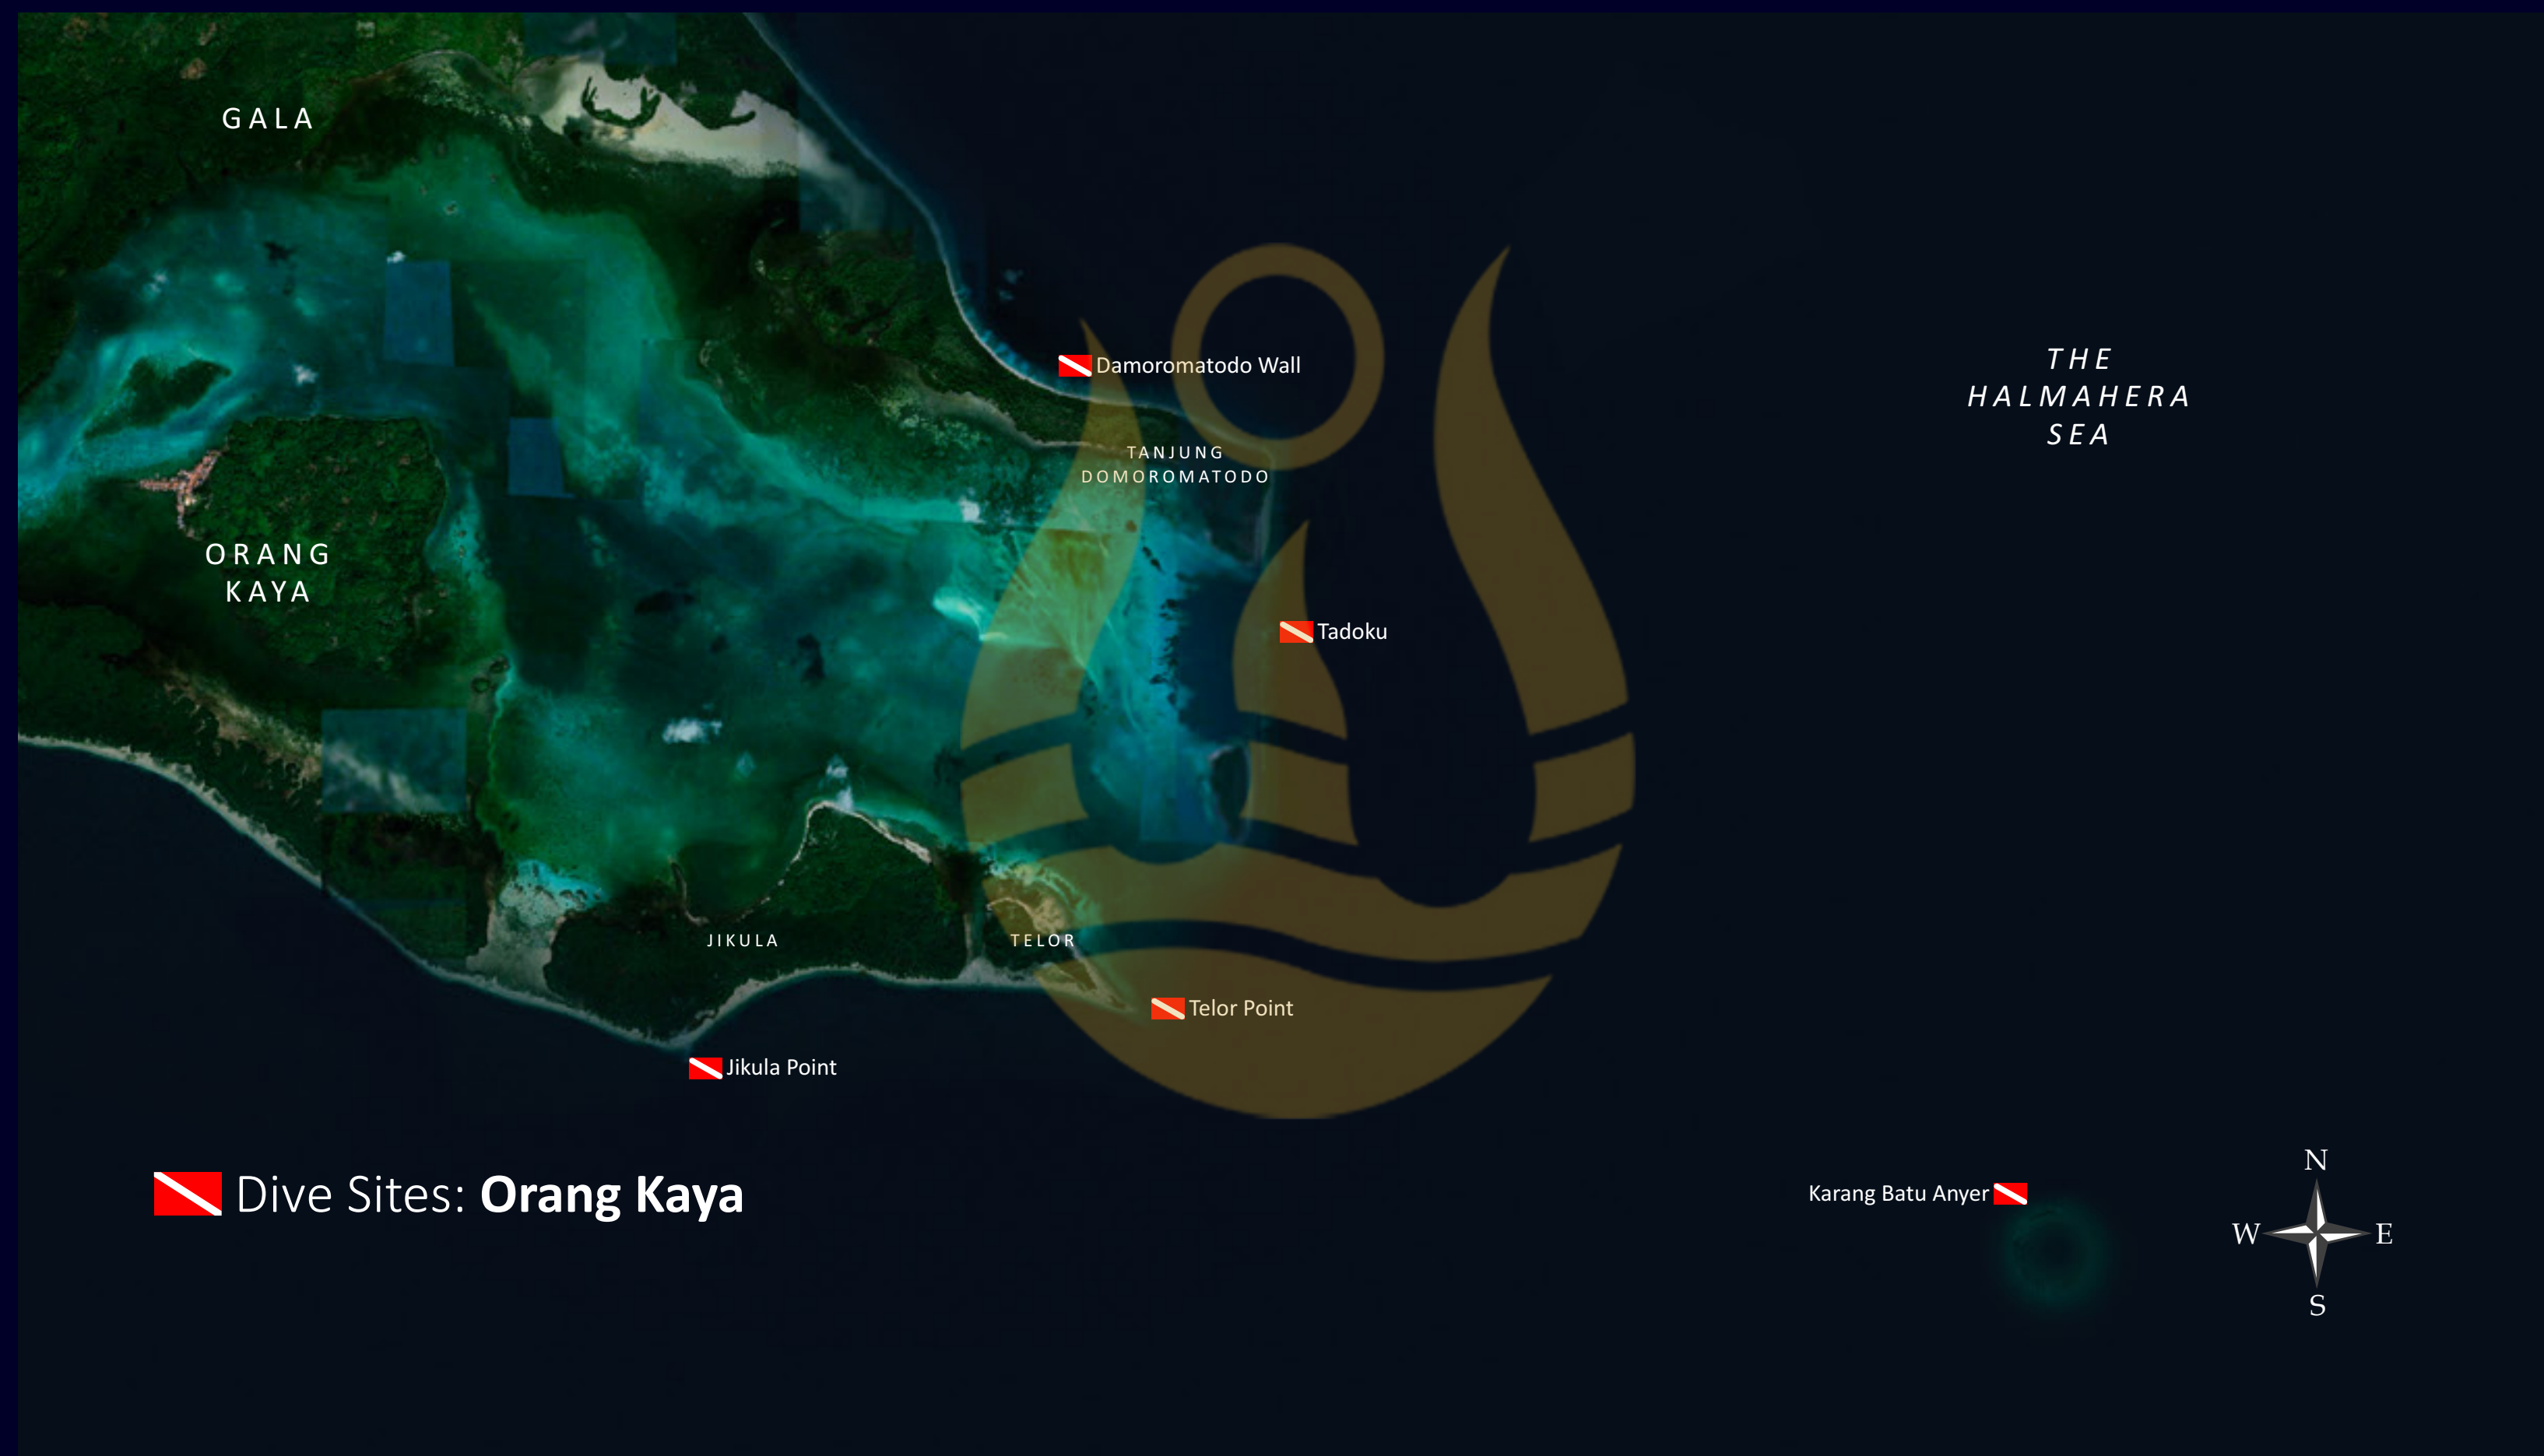 GALA
THE
HALMAHERA
SEA
Damoromatodo Wall
TANJUNG
DOMOROMATODO
ORANG
KAYA
Tadoku
JIKULA
TELOR
Telor Point
Jikula Point
Dive Sites: Orang Kaya
Karang Batu Anyer
N
W
E
S